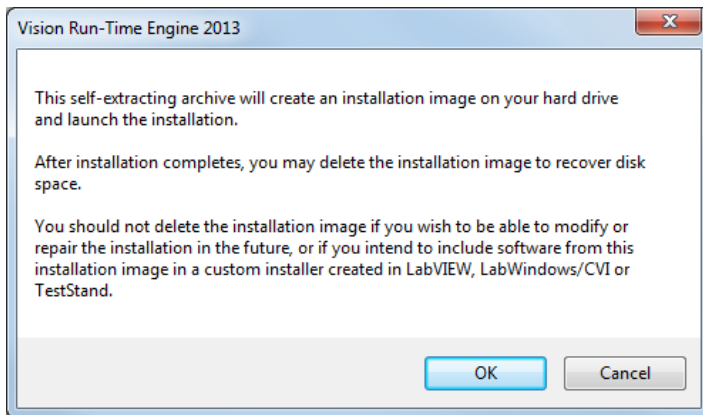 Vision Run-Time Engine 2013
This self-extracting archive will create an installation image on your hard drive
and launch the installation.
After installation completes, you may delete the installation image to recover disk
space.
You should not delete the installation image if you wish to be able to modify or
repair the installation in the future, or if you intend to include software from this
installation image in a custom installer created in LabVIEW, LabWindows/CVI or
TestStand.
OK
Cancel